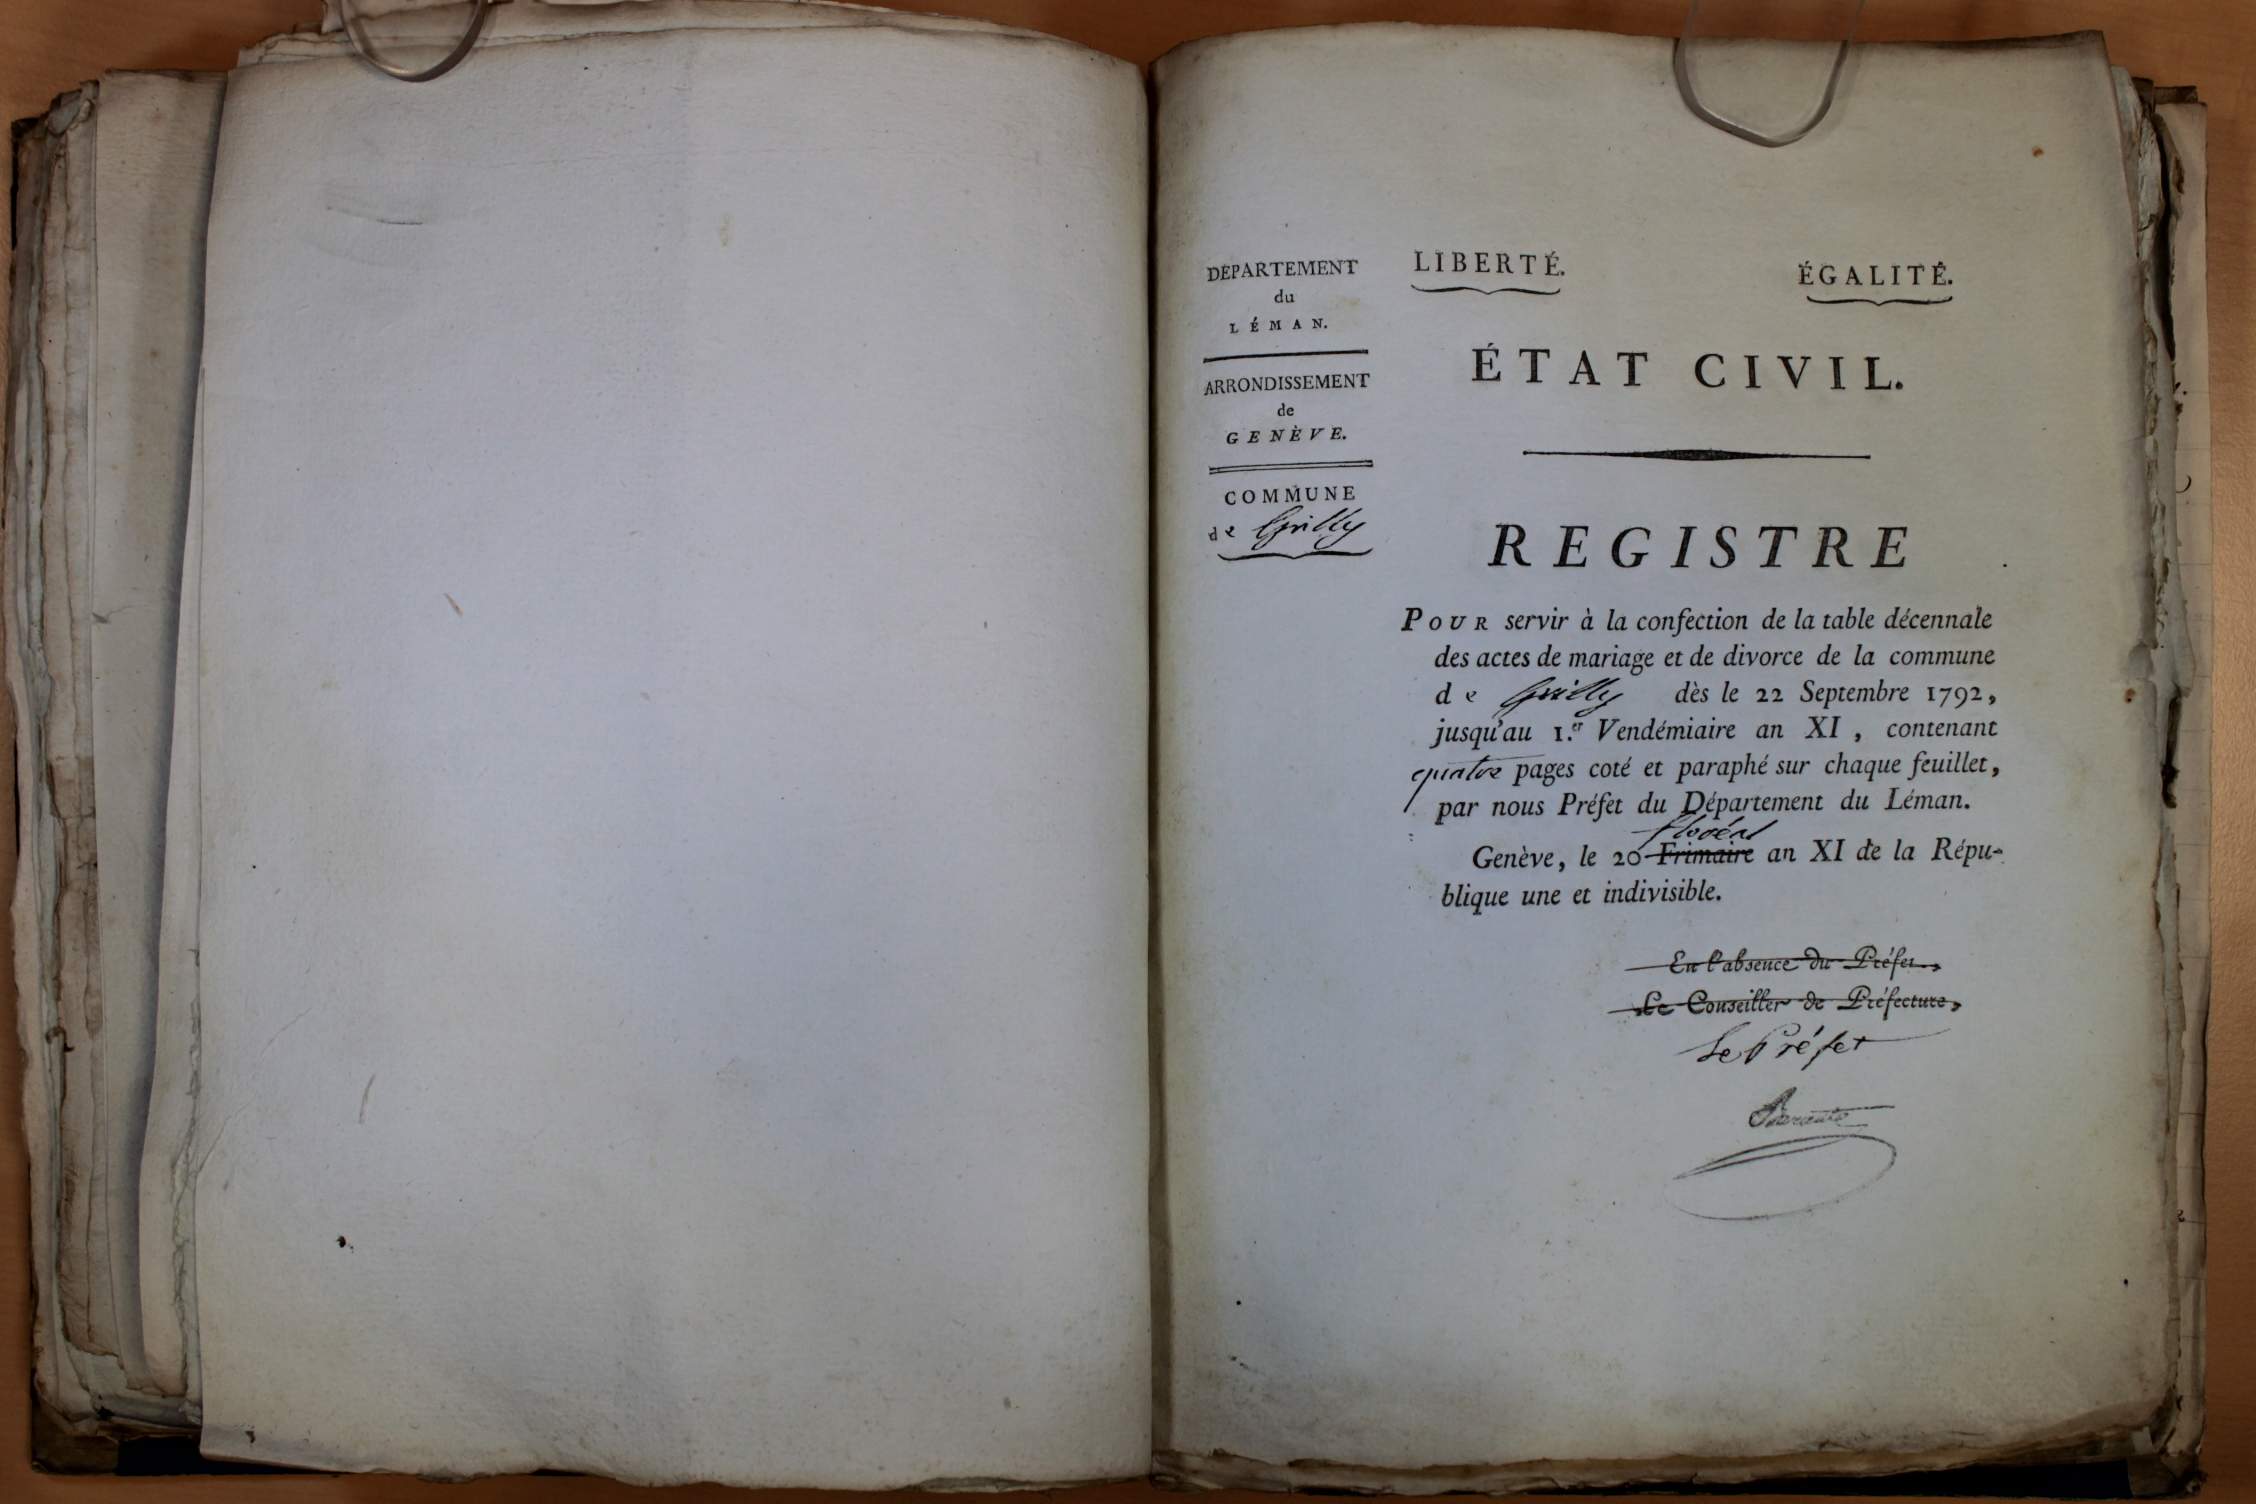 DÉPARTEMENT
du
LÉMAN.
ARRONDISSEMENT
de
GENÈVE.
COMMUNE
de Grilly
LIBERTÉ. ÉGALITÉ.
ÉTAT CIVIL.
REGISTRE
POUR servir à la confection de la table décennale
des actes de mariage et de divorce de la commune
de Grilly dès le 22 Septembre 1792,
jusqu'au 1.er Vendémiaire an XI, contenant
quatre pages coté et paraphé sur chaque feuillet,
par nous Préfet du Département du Léman.
floréal
Genève, le 20 Frimaire an XI de la Répu-
blique une et indivisible.
En l'absence du Préfet,
Le Conseiller de Préfecture,
Le Préfet
Barante